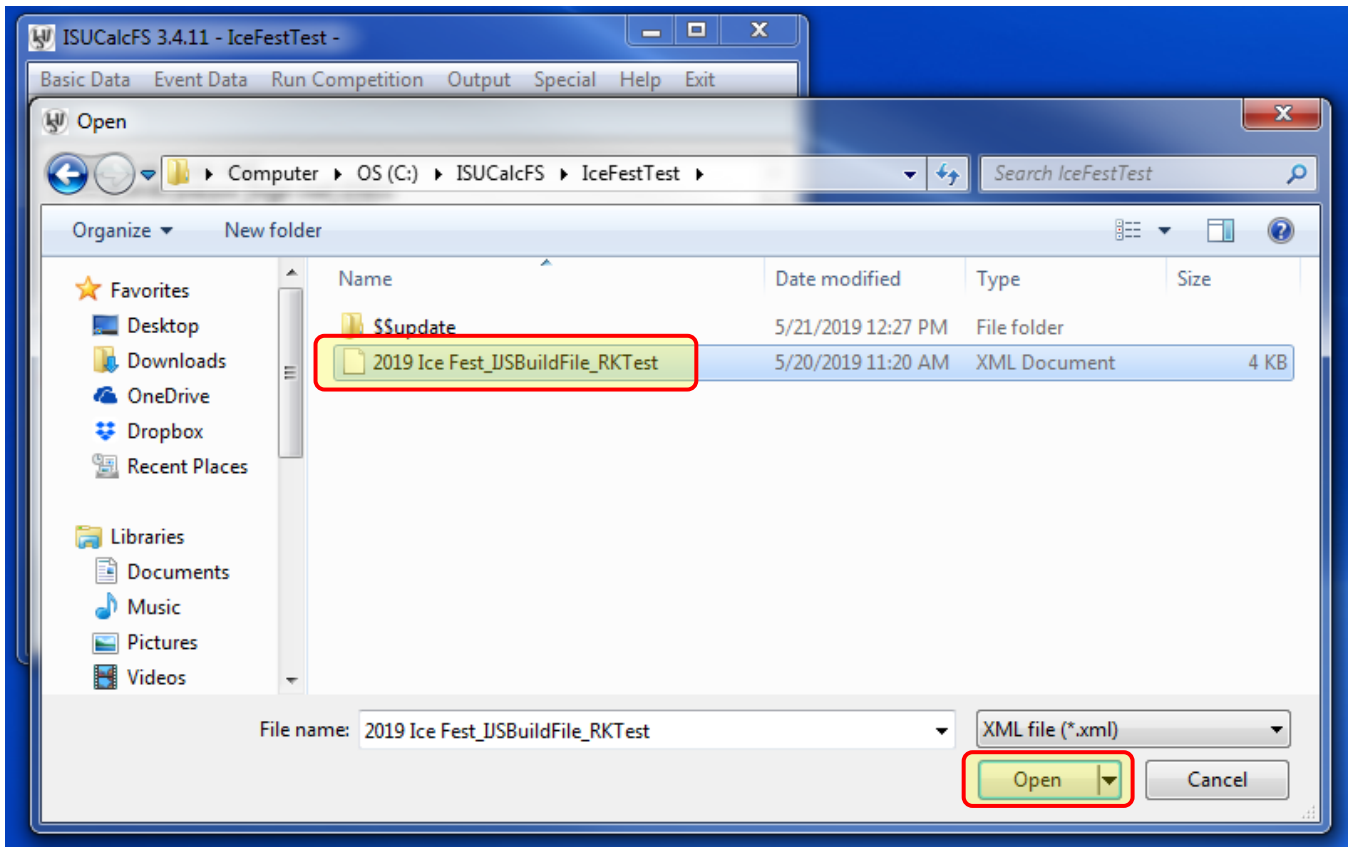 ISUCalcFS 3.4.11 - IceFestTest -
Basic Data Event Data Run Competition Output Special Help Exit
Open
Computer OS (C:) ISUCalcFS IceFestTest Search IceFestTest
Organize New folder
Favorites
Desktop
Downloads
OneDrive
Dropbox
Recent Places
Libraries
Documents
Music
Pictures
Videos
Name Date modified Type Size
$$update 5/21/2019 12:27 PM File folder
2019 Ice Fest_IJSBuildFile_RKTest 5/20/2019 11:20 AM XML Document 4 KB
File name: 2019 Ice Fest_IJSBuildFile_RKTest XML file (*.xml)
Open Cancel